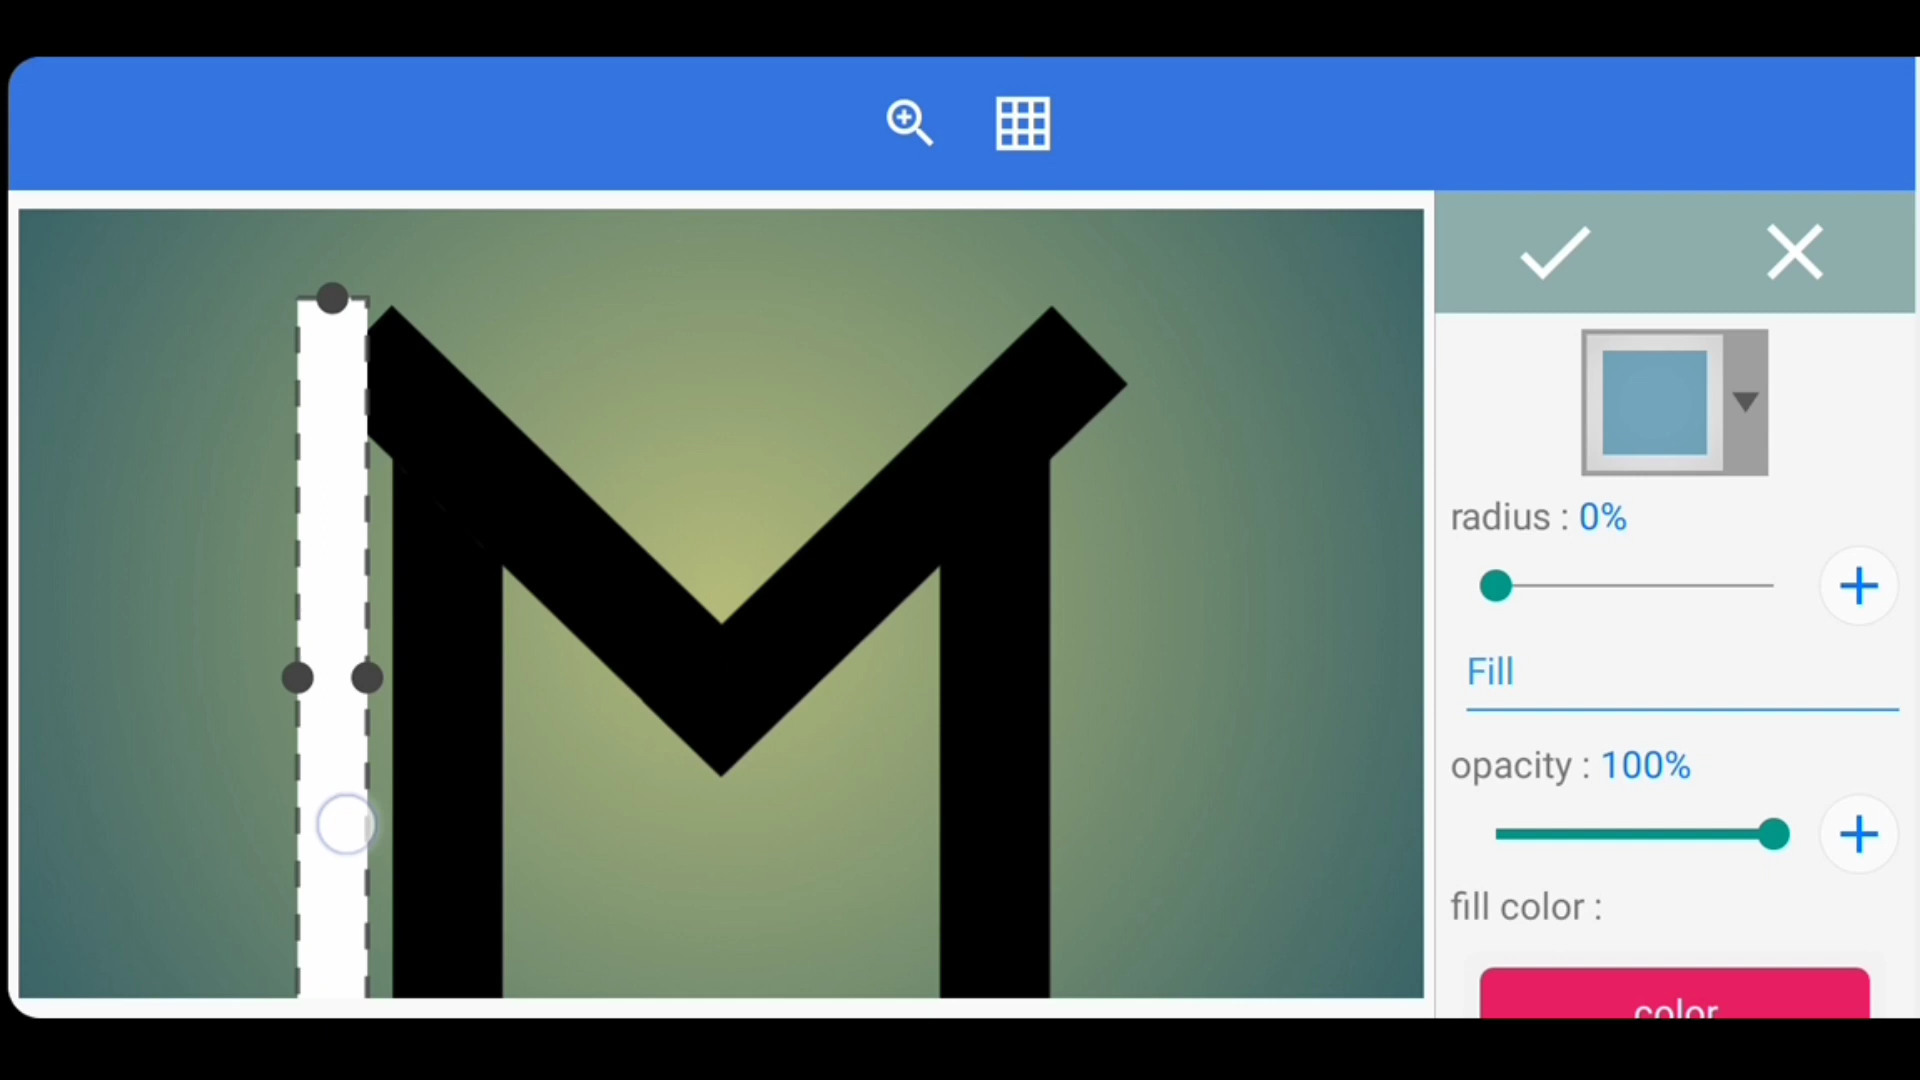 radius : 0%
Fill
opacity : 100%
fill color :
color